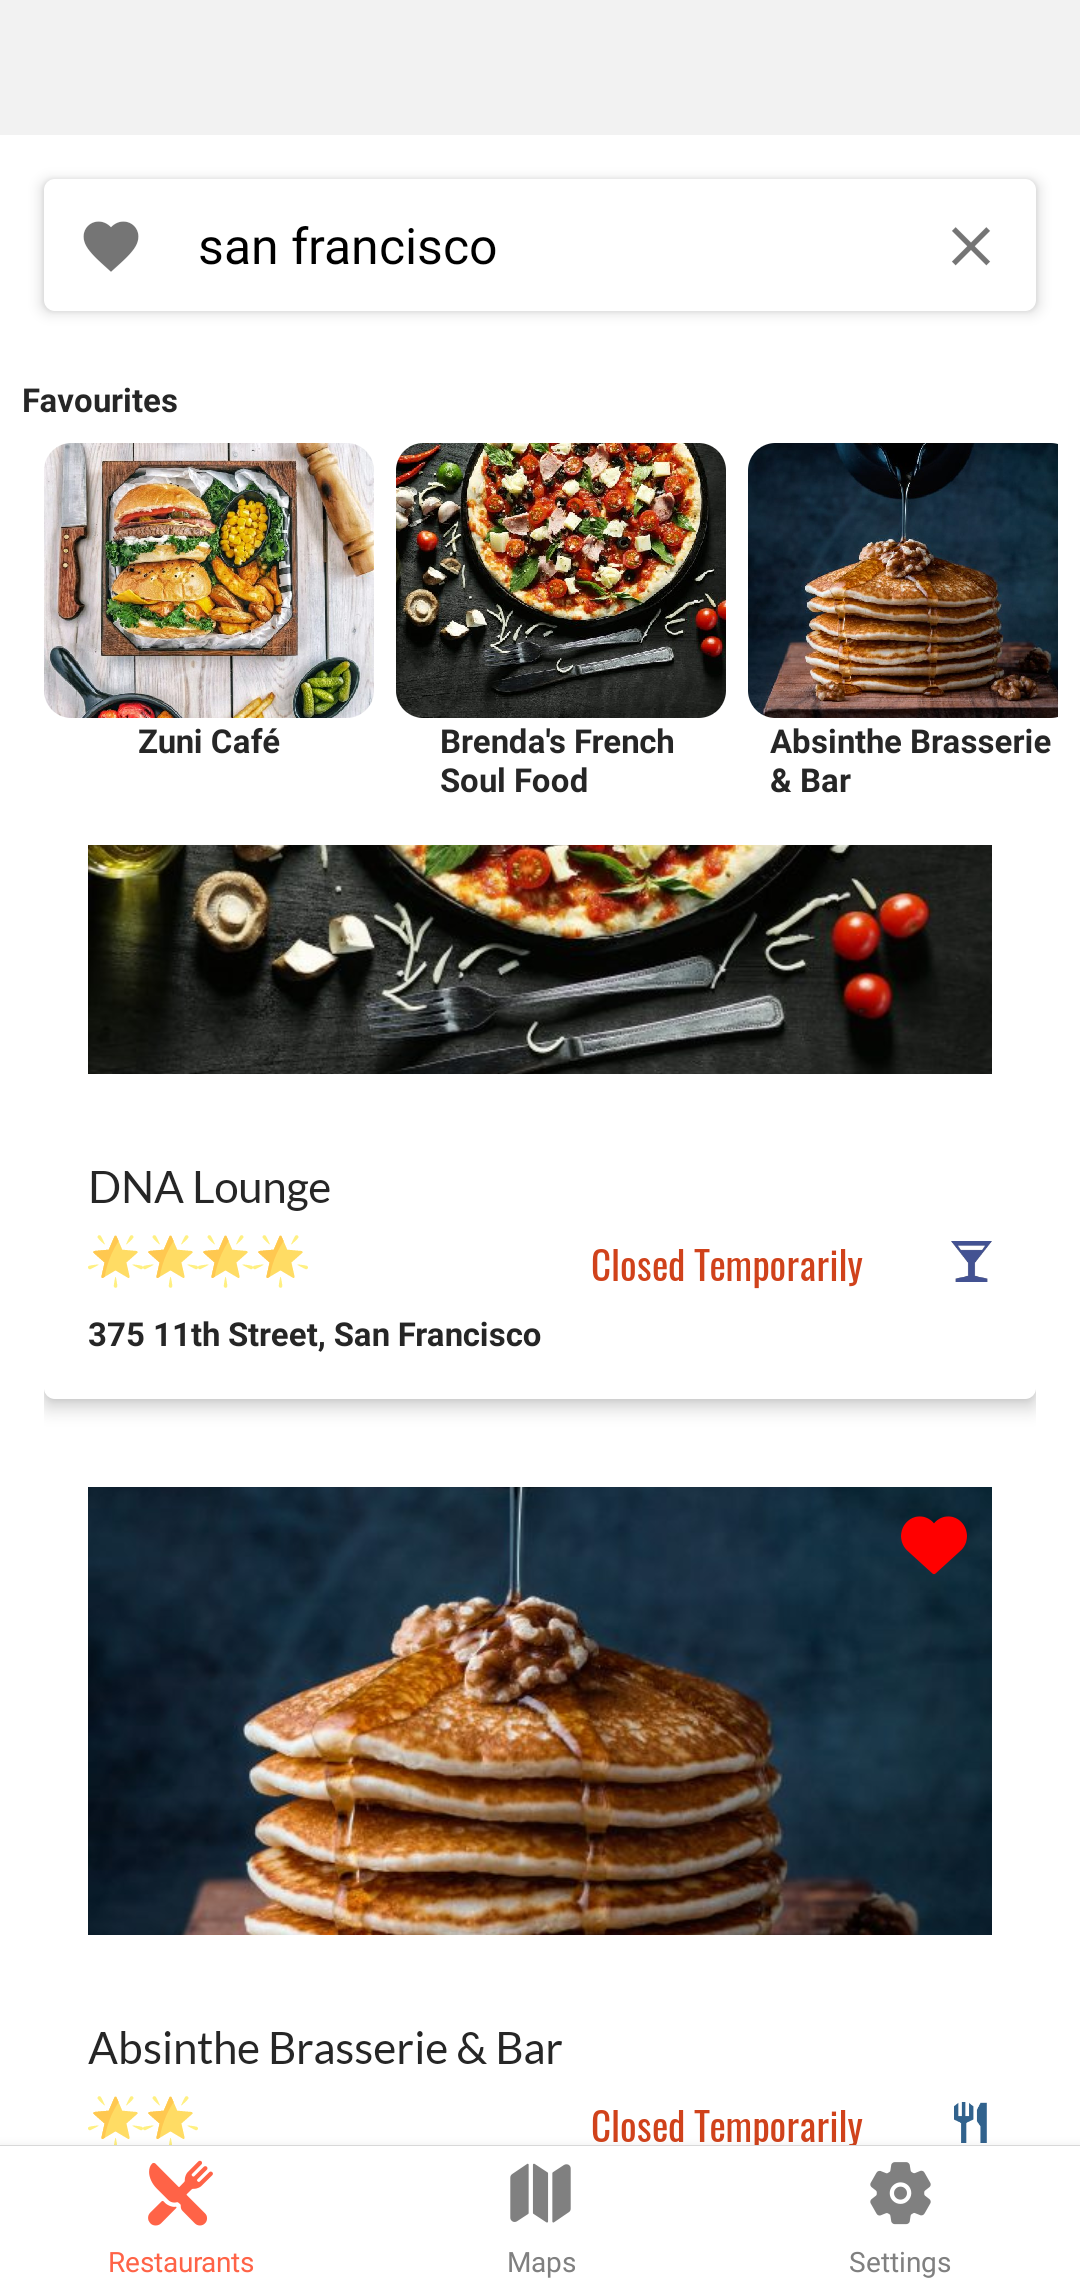 san francisco
Favourites
Zuni Café
Brenda's French
Soul Food
Absinthe Brasserie
& Bar
DNA Lounge
Closed Temporarily
375 11th Street, San Francisco
Absinthe Brasserie & Bar
Closed Temporarily
Restaurants
Maps
Settings